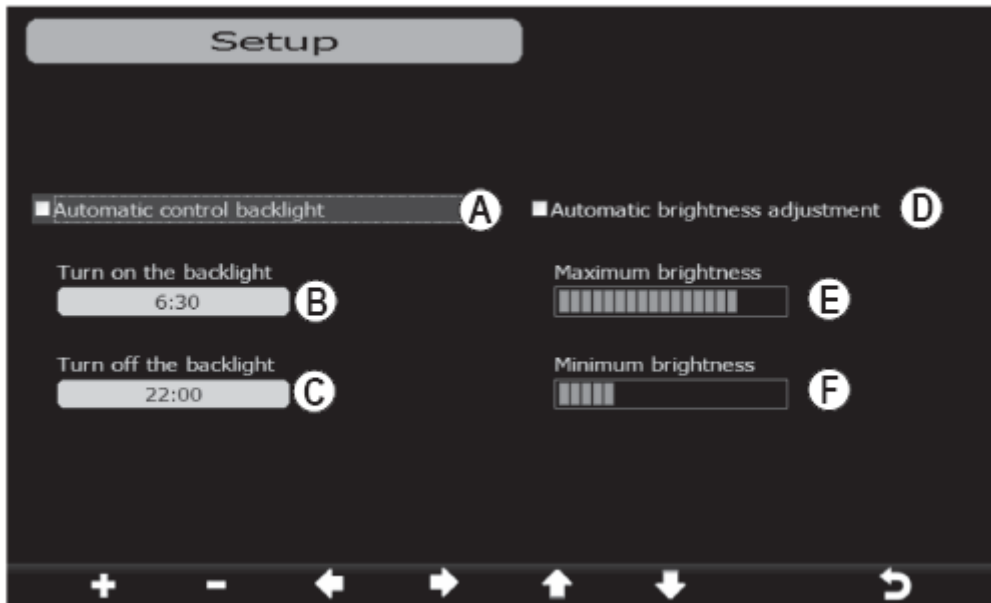 Setup
Automatic control backlight A
Automatic brightness adjustment D
Turn on the backlight
6:30 B
Maximum brightness
E
Turn off the backlight
22:00 C
Minimum brightness
F